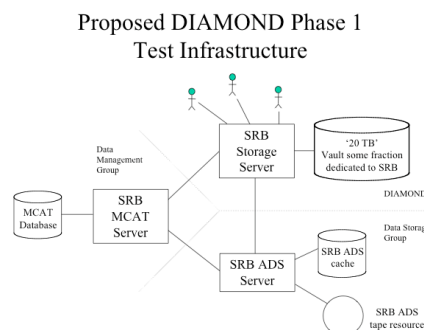 Proposed DIAMOND Phase 1
Test Infrastructure
SRB
Storage
Server
'20 TB'
Vault some fraction
dedicated to SRB
Data
Management
Group
DIAMOND
MCAT
Database
SRB
MCAT
Server
Data Storage
Group
SRB ADS
cache
SRB ADS
Server
SRB ADS
tape resource